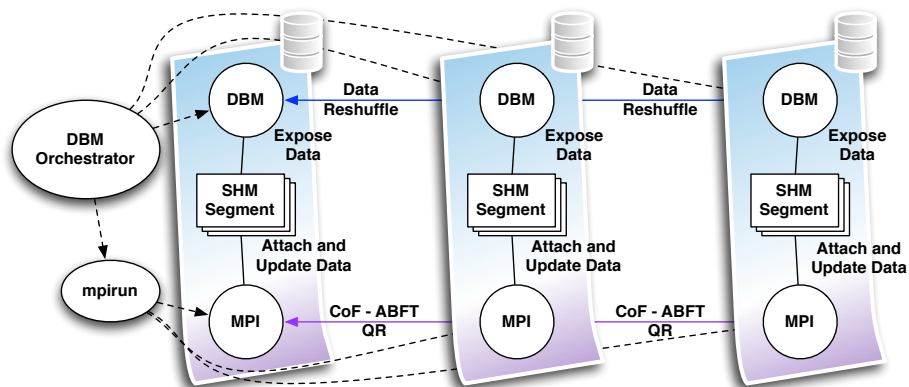 DBM
Orchestrator
mpirun
DBM
Expose
Data
SHM
Segment
Attach and
Update Data
MPI
Data
Reshuffle
CoF - ABFT
QR
DBM
Expose
Data
SHM
Segment
Attach and
Update Data
MPI
Data
Reshuffle
CoF - ABFT
QR
DBM
Expose
Data
SHM
Segment
Attach and
Update Data
MPI